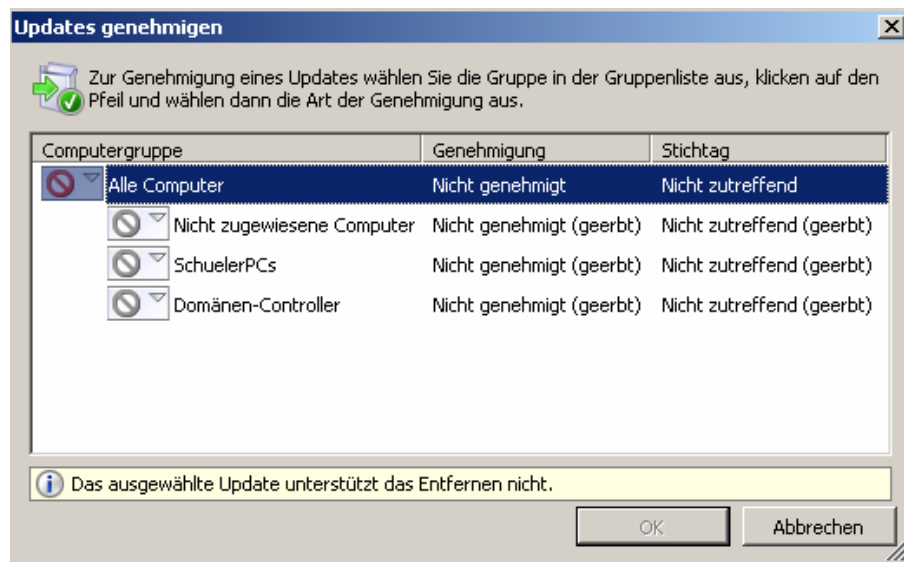 Updates genehmigen
Zur Genehmigung eines Updates wählen Sie die Gruppe in der Gruppenliste aus, klicken auf den
Pfeil und wählen dann die Art der Genehmigung aus.
Computergruppe Genehmigung Stichtag
Alle Computer Nicht genehmigt Nicht zutreffend
Nicht zugewiesene Computer Nicht genehmigt (geerbt) Nicht zutreffend (geerbt)
SchuelerPCs Nicht genehmigt (geerbt) Nicht zutreffend (geerbt)
Domänen-Controller Nicht genehmigt (geerbt) Nicht zutreffend (geerbt)
Das ausgewählte Update unterstützt das Entfernen nicht.
OK Abbrechen